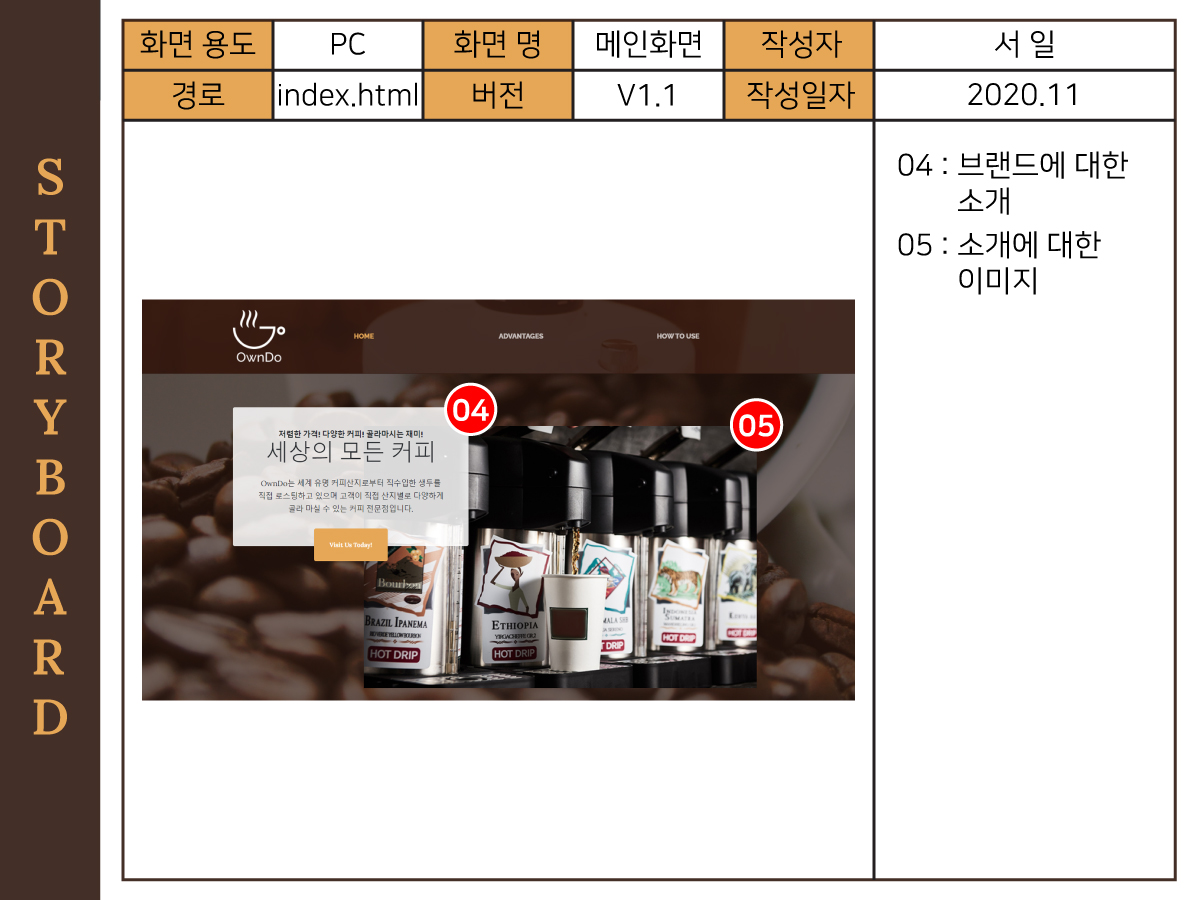 STORYBOARD
화면 용도 PC 화면 명 메인화면 작성자 서 일
경로 index.html 버전 V1.1 작성일자 2020.11
04 : 브랜드에 대한
소개
05 : 소개에 대한
이미지
OwnDo
HOME ADVANTAGES HOW TO USE
04
05
저렴한 가격! 다양한 커피! 골라마시는 재미!
세상의 모든 커피
OwnDo는 세계 유명 커피산지로부터 직수입한 생두를
직접 로스팅하고 있으며 고객이 직접 산지별로 다양하게
골라 마실 수 있는 커피 전문점입니다.
Visit Us Today!
Bourbon
BRAZIL IPANEMA
HOT DRIP
ETHIOPIA
HOT DRIP
DRIP
INDONESIA
SUMATRA
HOT DRIP
HOT DRIP